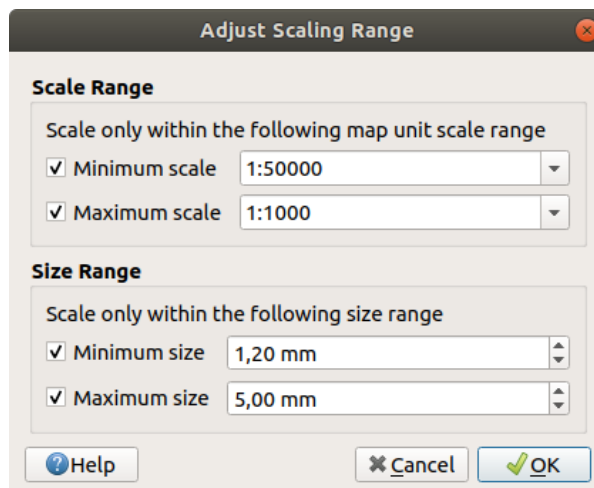 Adjust Scaling Range
Scale Range
Scale only within the following map unit scale range
Minimum scale 1:50000
Maximum scale 1:1000
Size Range
Scale only within the following size range
Minimum size 1,20 mm
Maximum size 5,00 mm
Help Cancel OK